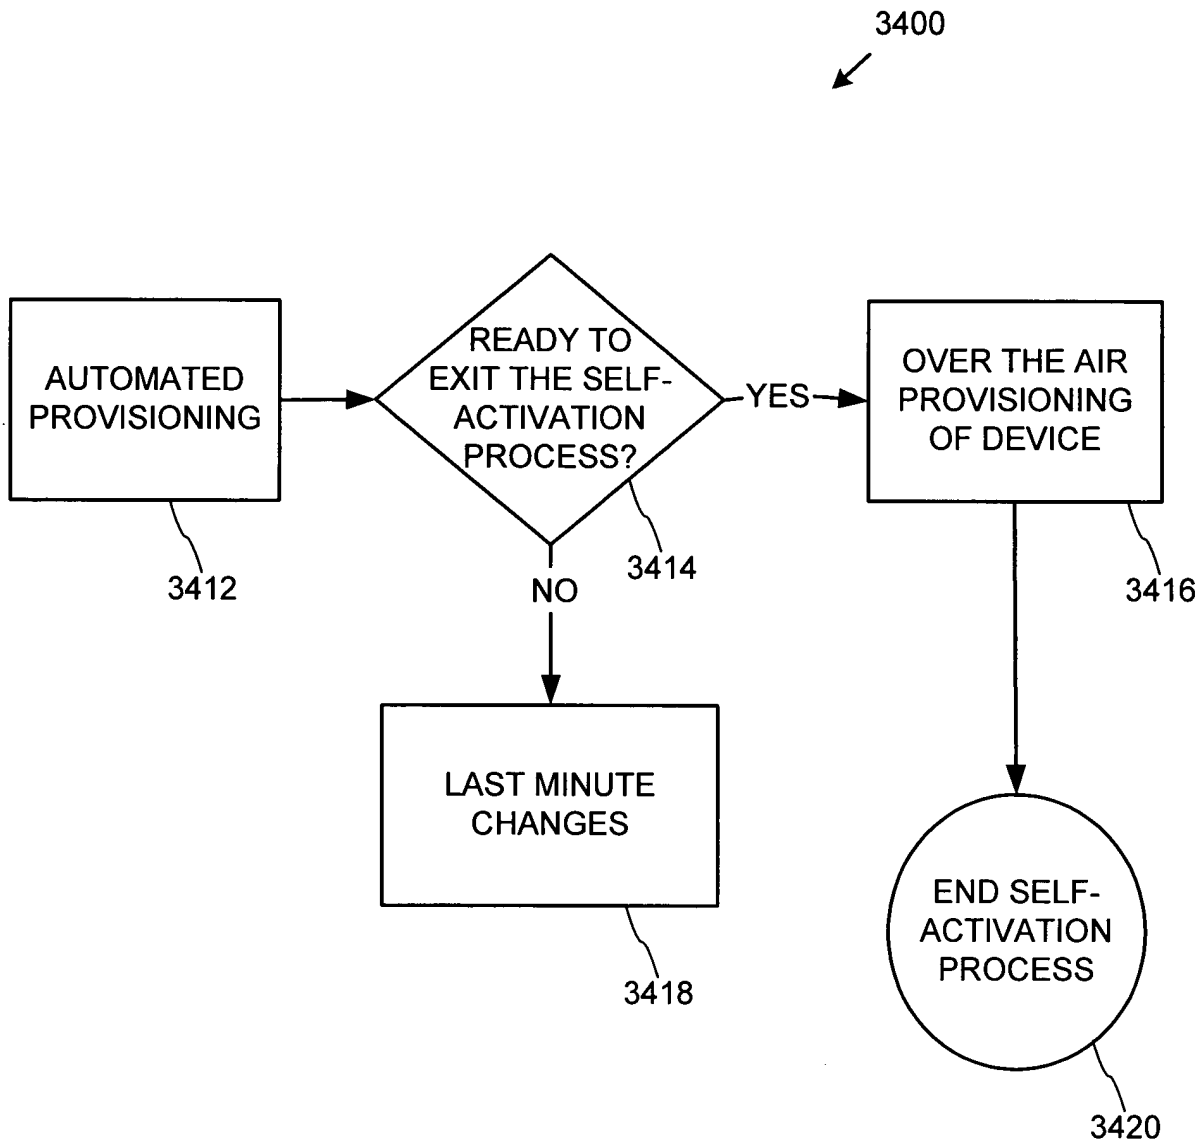 3400
AUTOMATED
PROVISIONING
3412
READY TO
EXIT THE SELF-
ACTIVATION
PROCESS?
3414
YES
OVER THE AIR
PROVISIONING
OF DEVICE
3416
NO
LAST MINUTE
CHANGES
3418
END SELF-
ACTIVATION
PROCESS
3420